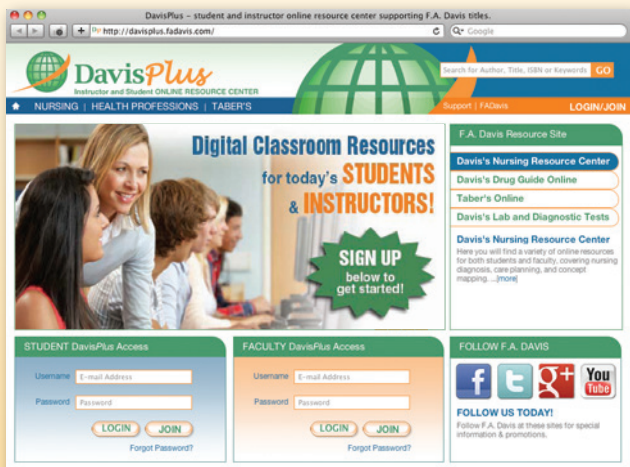 DavisPlus – student and instructor online resource center supporting F.A. Davis titles.
http://davisplus.fadavis.com/
Google
DavisPlus
Instructor and Student ONLINE RESOURCE CENTER
Search for Author, Title, ISBN or Keywords GO
NURSING | HEALTH PROFESSIONS | TABER'S
Support | FADavis LOGIN/JOIN
Digital Classroom Resources
for today's STUDENTS
& INSTRUCTORS!
SIGN UP
below to
get started!
F.A. Davis Resource Site
Davis's Nursing Resource Center
Davis's Drug Guide Online
Taber's Online
Davis's Lab and Diagnostic Tests
Davis's Nursing Resource Center
Here you will find a variety of online resources
for both students and faculty, covering nursing
diagnosis, care planning, and concept
mapping. ...|more|
STUDENT DavisPlus Access
Username E-mail Address
Password Password
LOGIN JOIN
Forgot Password?
FACULTY DavisPlus Access
Username E-mail Address
Password Password
LOGIN JOIN
Forgot Password?
FOLLOW F.A. DAVIS
f t g+ You
Tube
FOLLOW US TODAY!
Follow F.A. Davis at these sites for special
information & promotions.